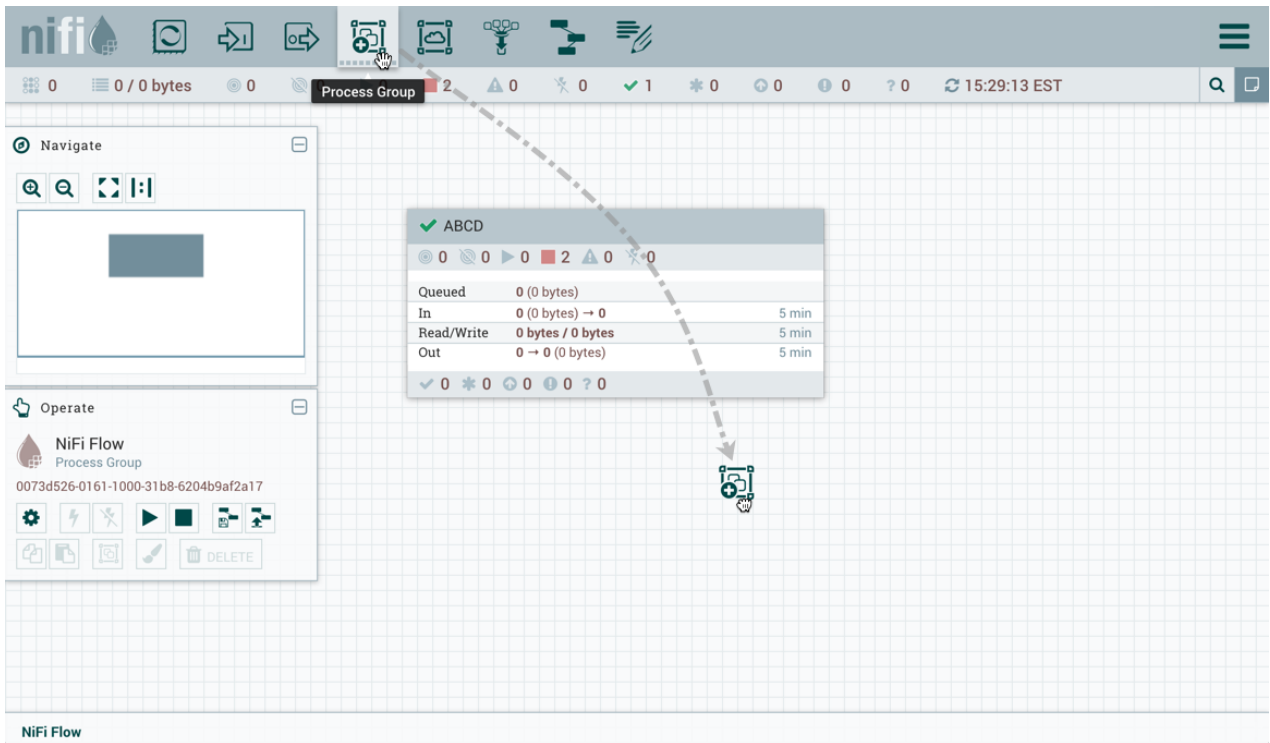 nifi
0 0 / 0 bytes 0 2 0 0 1 0 0 0 0 15:29:13 EST
Process Group
Navigate
ABCD
0 0 0 2 0 0
Queued 0 (0 bytes)
In 0 (0 bytes) → 0 5 min
Read/Write 0 bytes / 0 bytes 5 min
Out 0 → 0 (0 bytes) 5 min
0 0 0 0 ? 0
Operate
NiFi Flow
Process Group
0073d526-0161-1000-31b8-6204b9af2a17
DELETE
NiFi Flow